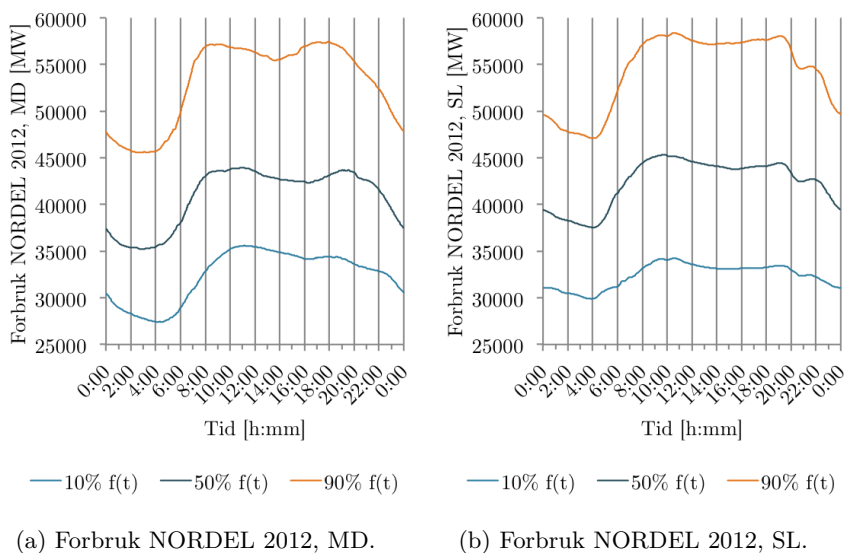 Forbruk NORDEL 2012, MD [MW]
60000
55000
50000
45000
40000
35000
30000
25000
0:00 2:00 4:00 6:00 8:00 10:00 12:00 14:00 16:00 18:00 20:00 22:00 0:00
Tid [h:mm]
10% f(t) 50% f(t) 90% f(t)
(a) Forbruk NORDEL 2012, MD.
Forbruk NORDEL 2012, SL [MW]
60000
55000
50000
45000
40000
35000
30000
25000
0:00 2:00 4:00 6:00 8:00 10:00 12:00 14:00 16:00 18:00 20:00 22:00 0:00
Tid [h:mm]
10% f(t) 50% f(t) 90% f(t)
(b) Forbruk NORDEL 2012, SL.